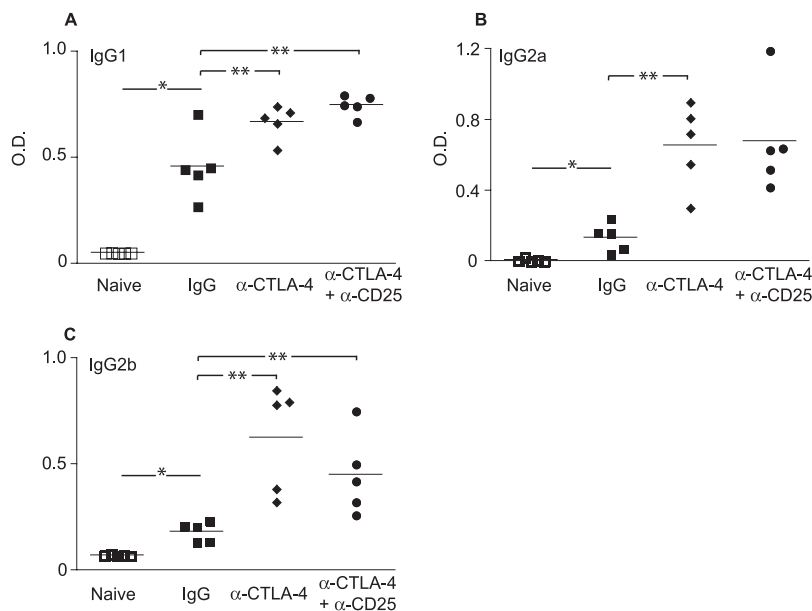 A
IgG1
1.0
0.5
0
O.D.
*
**
**
Naive
IgG
α-CTLA-4
α-CTLA-4
+ α-CD25
B
IgG2a
1.2
0.8
0.4
0
*
**
Naive
IgG
α-CTLA-4
α-CTLA-4
+ α-CD25
C
IgG2b
1.0
0.5
0
O.D.
*
**
**
Naive
IgG
α-CTLA-4
α-CTLA-4
+ α-CD25